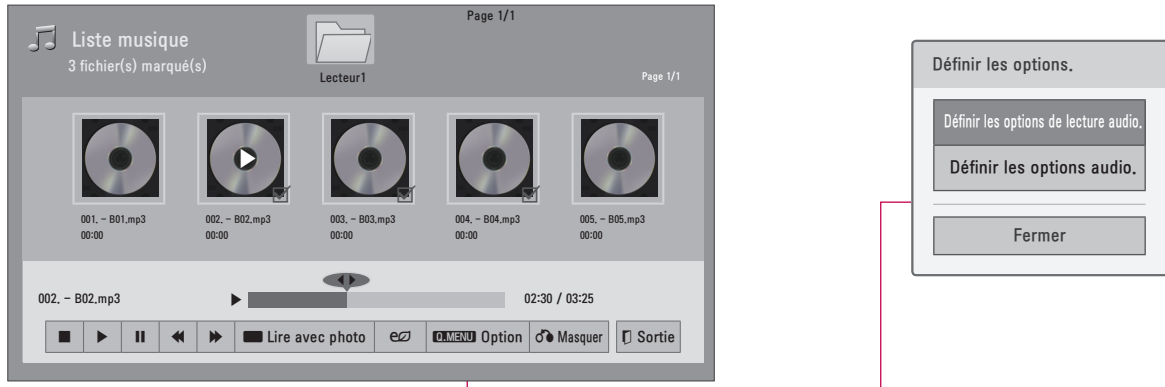 Page 1/1
Liste musique
3 fichier(s) marqué(s)
Lecteur1
Page 1/1
001. - B01.mp3
00:00
002. - B02.mp3
00:00
003. - B03.mp3
00:00
004. - B04.mp3
00:00
005. - B05.mp3
00:00
002. - B02.mp3 02:30 / 03:25
Lire avec photo Q.MENU Option Masquer Sortie
Définir les options.
Définir les options de lecture audio.
Définir les options audio.
Fermer